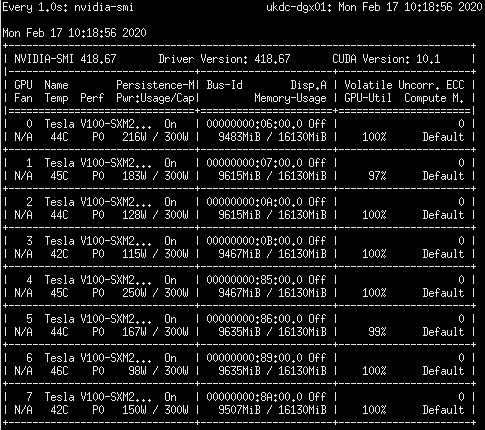 Every 1.0s: nvidia-smi ukdc-dgx01: Mon Feb 17 10:18:56 2020
Mon Feb 17 10:18:56 2020
NVIDIA-SMI 418.67 Driver Version: 418.67 CUDA Version: 10.1
GPU Name Persistence-M| Bus-Id Disp.A | Volatile Uncorr. ECC
Fan Temp Perf Pwr:Usage/Cap| Memory-Usage | GPU-Util Compute M.
0 Tesla V100-SXM2... On | 00000000:06:00.0 Off | 0
N/A 44C P0 216W / 300W | 9483MiB / 16130MiB | 100% Default
1 Tesla V100-SXM2... On | 00000000:07:00.0 Off | 0
N/A 45C P0 183W / 300W | 9615MiB / 16130MiB | 97% Default
2 Tesla V100-SXM2... On | 00000000:0A:00.0 Off | 0
N/A 44C P0 128W / 300W | 9615MiB / 16130MiB | 100% Default
3 Tesla V100-SXM2... On | 00000000:0B:00.0 Off | 0
N/A 42C P0 115W / 300W | 9467MiB / 16130MiB | 100% Default
4 Tesla V100-SXM2... On | 00000000:85:00.0 Off | 0
N/A 45C P0 250W / 300W | 9467MiB / 16130MiB | 100% Default
5 Tesla V100-SXM2... On | 00000000:86:00.0 Off | 0
N/A 44C P0 167W / 300W | 9635MiB / 16130MiB | 99% Default
6 Tesla V100-SXM2... On | 00000000:89:00.0 Off | 0
N/A 46C P0 98W / 300W | 9635MiB / 16130MiB | 100% Default
7 Tesla V100-SXM2... On | 00000000:8A:00.0 Off | 0
N/A 42C P0 150W / 300W | 9507MiB / 16130MiB | 100% Default